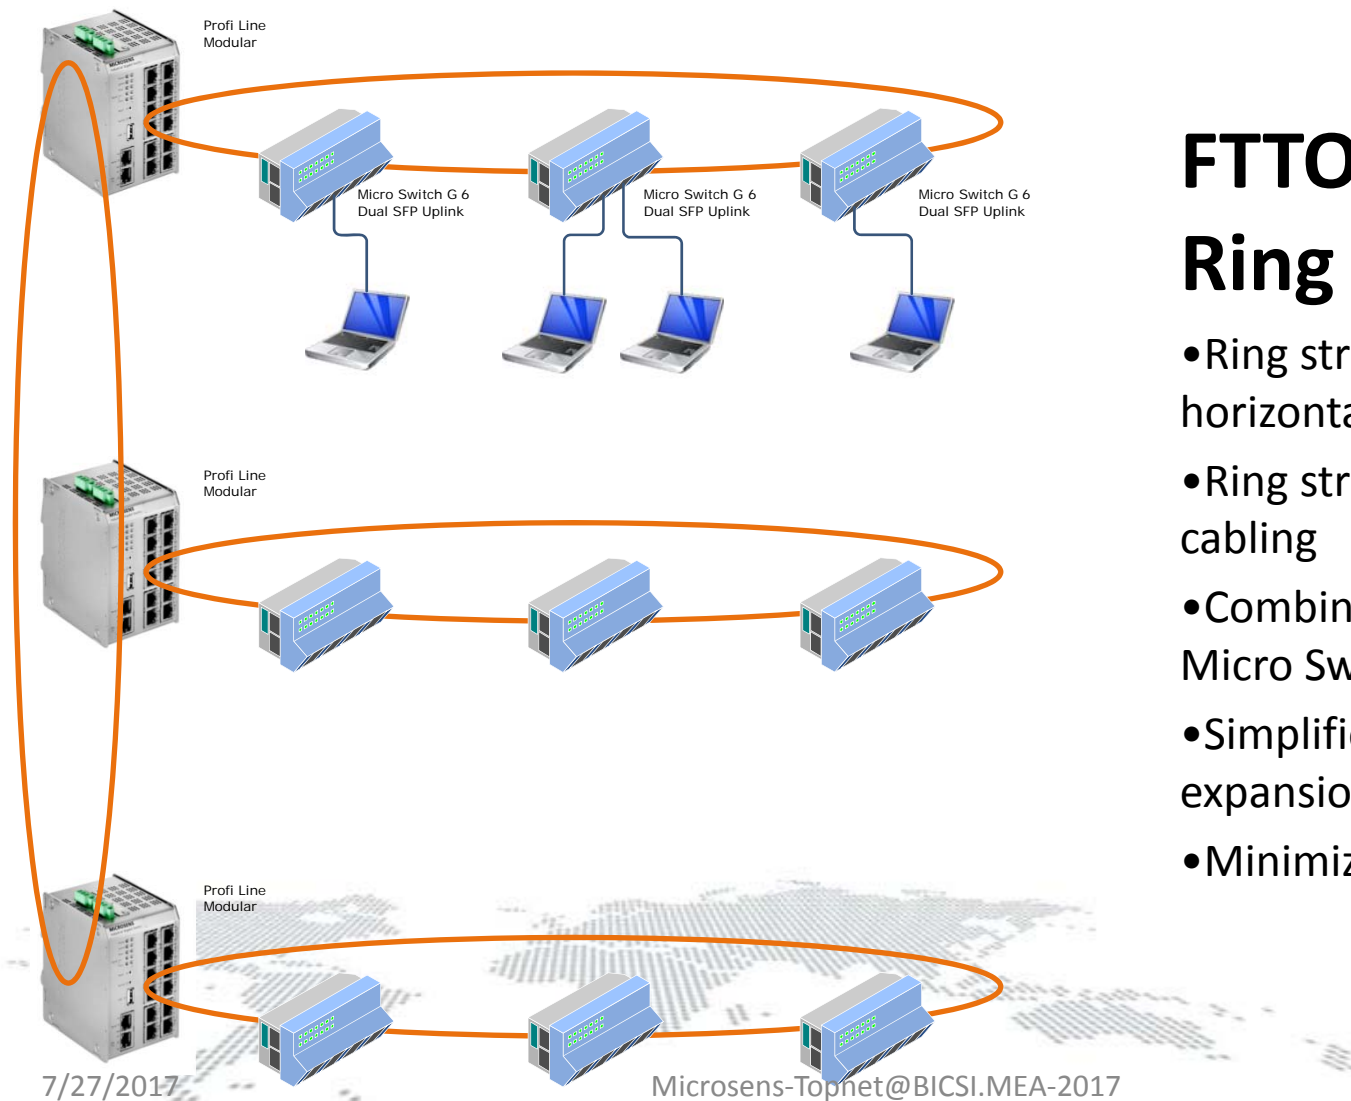 Profi Line
Modular
Micro Switch G 6
Dual SFP Uplink
Micro Switch G 6
Dual SFP Uplink
Micro Switch G 6
Dual SFP Uplink
Profi Line
Modular
Profi Line
Modular
FTTO
Ring
•Ring str
horizonta
•Ring str
cabling
•Combin
Micro Sw
•Simplifi
expansio
•Minimiz
7/27/2017
Microsens-Topnet@BICSI.MEA-2017